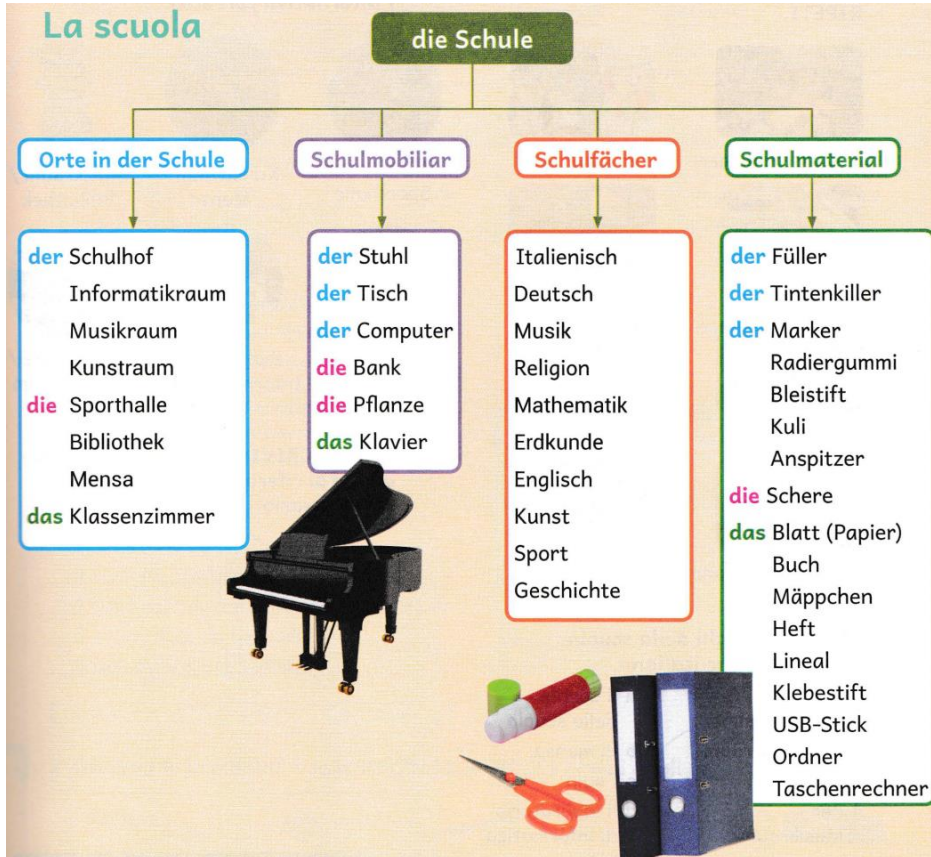 La scuola
die Schule
Orte in der Schule
der Schulhof
Informatikraum
Musikraum
Kunstraum
die Sporthalle
Bibliothek
Mensa
das Klassenzimmer
Schulmobiliar
der Stuhl
der Tisch
der Computer
die Bank
die Pflanze
das Klavier
Schulfächer
Italienisch
Deutsch
Musik
Religion
Mathematik
Erdkunde
Englisch
Kunst
Sport
Geschichte
Schulmaterial
der Füller
der Tintenkiller
der Marker
Radiergummi
Bleistift
Kuli
Anspitzer
die Schere
das Blatt (Papier)
Buch
Mäppchen
Heft
Lineal
Klebestift
USB-Stick
Ordner
Taschenrechner